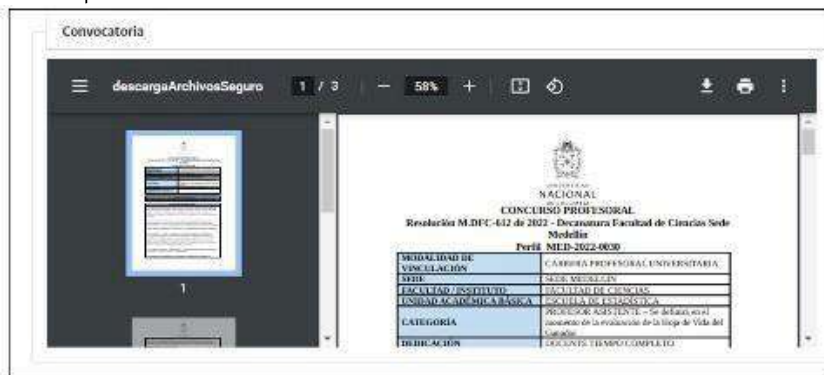 Convocatoria
descargaArchivosSeguro 1 / 3 — 58% +
1
NACIONAL
CONCURSO PROFESORAL
Resolución M.DFC-612 de 2022 - Decanatura Facultad de Ciencias Sede
Medellín
Perfil MED-2022-0030
MODALIDAD DE
VINCULACIÓN
CARRERA PROFESORAL UNIVERSITARIA
SEDE SEDE MEDELLÍN
FACULTAD / INSTITUTO FACULTAD DE CIENCIAS
UNIDAD ACADÉMICA BÁSICA ESCUELA DE ESTADÍSTICA
CATEGORÍA
PROFESOR ASISTENTE – Se definirá en el
momento de la evaluación de la Hoja de Vida del
Ganador
DEDICACIÓN DOCENTE TIEMPO COMPLETO